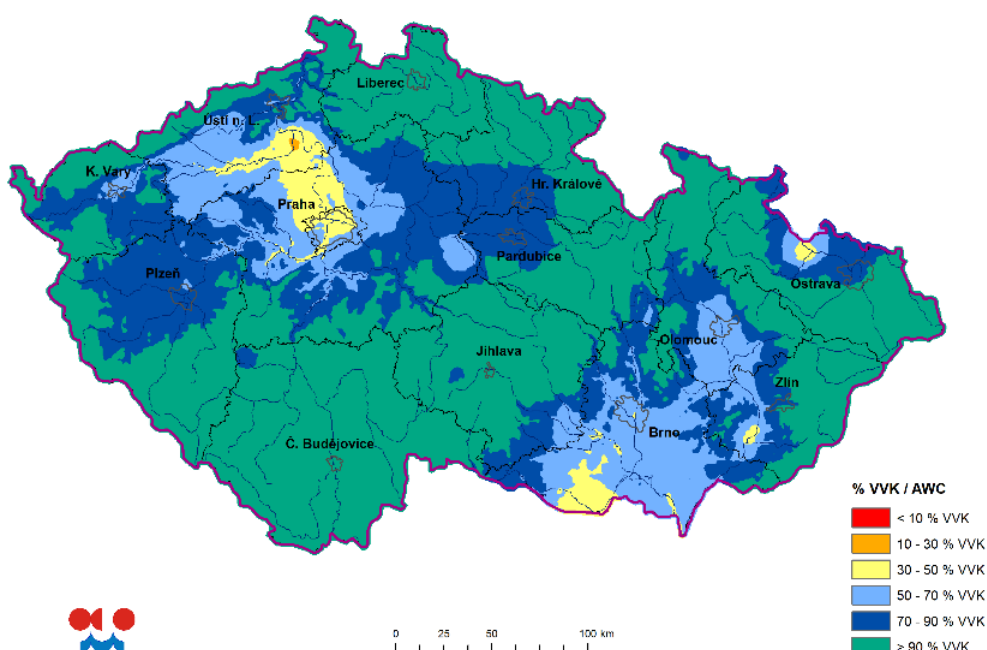 Liberec
Ústí n. L.
K. Vary
Hr. Králové
Praha
Pardubice
Plzeň
Ostrava
Olomouc
Jihlava
Zlín
Brno
Č. Budějovice
% VVK / AWC
< 10 % VVK
10 - 30 % VVK
30 - 50 % VVK
50 - 70 % VVK
70 - 90 % VVK
> 90 % VVK
0 25 50 100 km